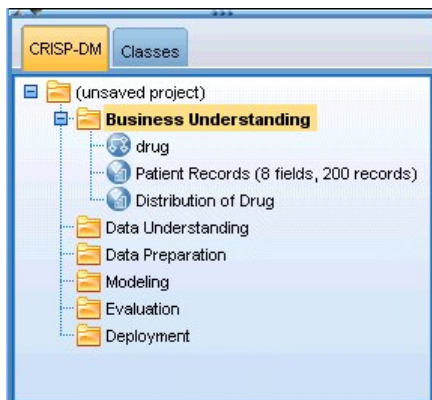 CRISP-DM Classes
(unsaved project)
Business Understanding
drug
Patient Records (8 fields, 200 records)
Distribution of Drug
Data Understanding
Data Preparation
Modeling
Evaluation
Deployment